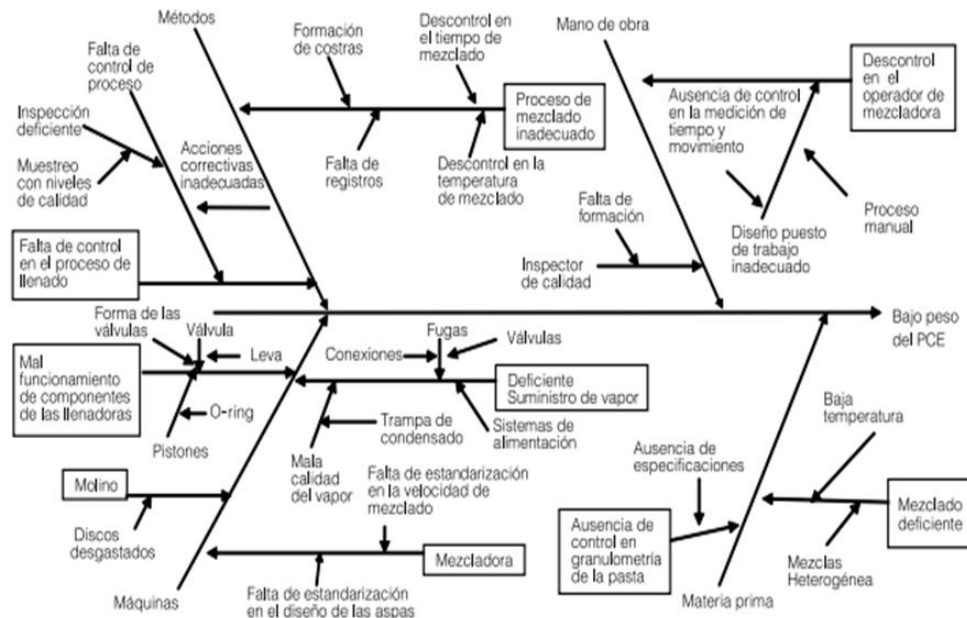 Métodos
Falta de
control de
proceso
Inspección
deficiente
Muestreo
con niveles
de calidad
Acciones
correctivas
inadecuadas
Falta de control
en el proceso de
llenado
Formación
de costras
Descontrol en
el tiempo de
mezclado
Proceso de
mezclado
inadecuado
Falta de
registros
Descontrol en la
temperatura
de mezclado
Mano de obra
Descontrol
en el
operador de
mezcladora
Ausencia de control
en la medición de
tiempo y
movimiento
Proceso
manual
Diseño puesto
de trabajo
inadecuado
Falta de
formación
Inspector
de calidad
Bajo peso
del PCE
Forma de las
válvulas
Válvula
Leva
Mal
funcionamiento
de componentes
de las llenadoras
O-ring
Pistones
Fugas
Conexiones
Válvulas
Deficiente
Suministro de vapor
Trampa de
condensado
Sistemas de
alimentación
Mala
calidad
del vapor
Molino
Discos
desgastados
Falta de estandarización
en la velocidad de
mezclado
Mezcladora
Falta de estandarización
en el diseño de las aspas
Máquinas
Ausencia de
especificaciones
Ausencia de
control en
granulometría
de la pasta
Baja
temperatura
Mezclado
deficiente
Mezclas
Heterogénea
Materia prima